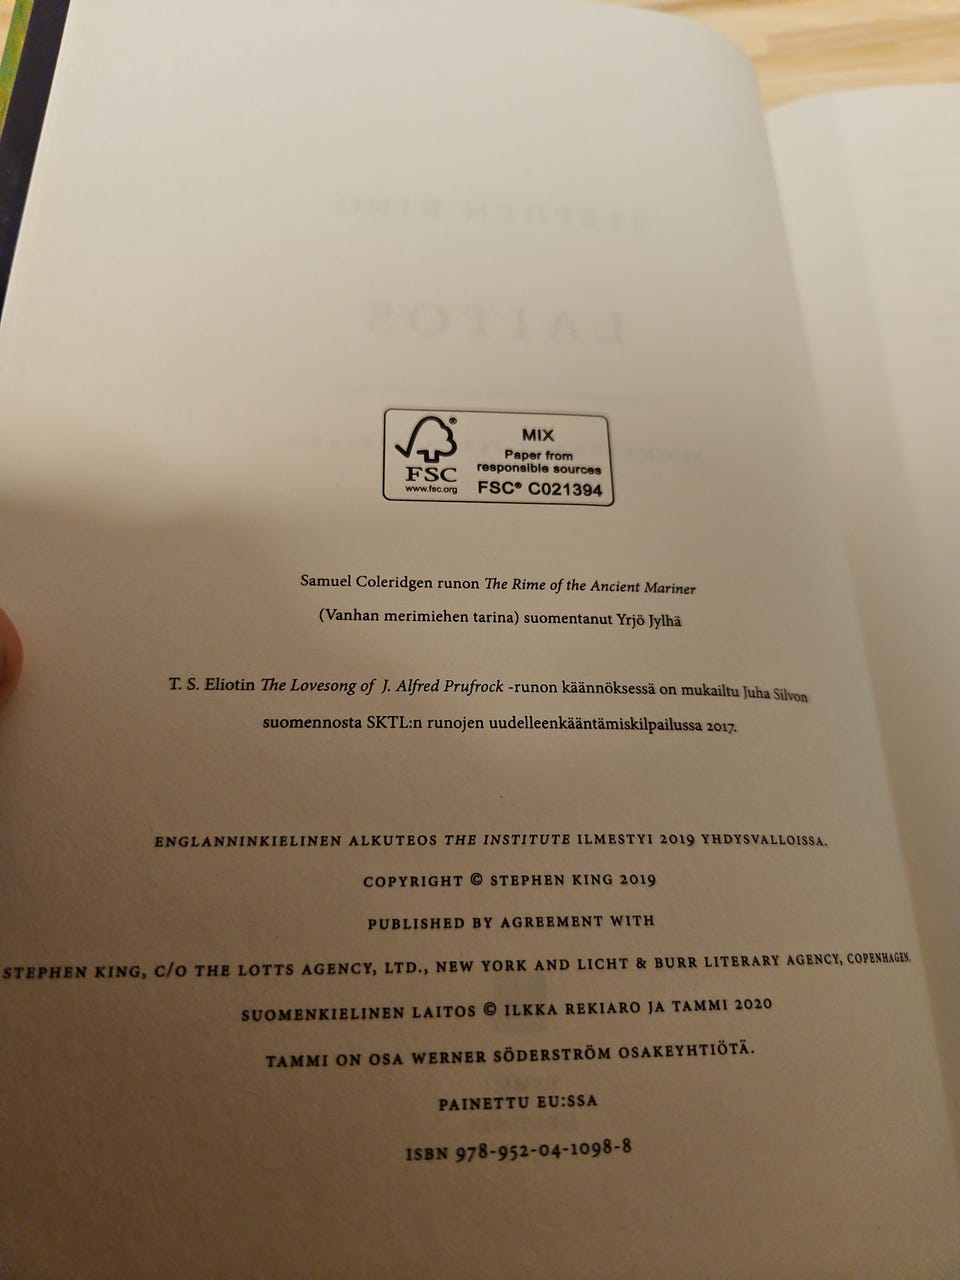 STEPHEN KING
LAITOS
FSC®
www.fsc.org
MIX
Paper from
responsible sources
FSC® C021394
Samuel Coleridgen runon The Rime of the Ancient Mariner
(Vanhan merimiehen tarina) suomentanut Yrjö Jylhä
T. S. Eliotin The Lovesong of J. Alfred Prufrock -runon käännöksessä on mukailtu Juha Silvon
suomennosta SKTL:n runojen uudelleenkääntämiskilpailussa 2017.
ENGLANNINKIELINEN ALKUTEOS THE INSTITUTE ILMESTYI 2019 YHDYSVALLOISSA.
COPYRIGHT © STEPHEN KING 2019
PUBLISHED BY AGREEMENT WITH
STEPHEN KING, C/O THE LOTTS AGENCY, LTD., NEW YORK AND LICHT & BURR LITERARY AGENCY, COPENHAGEN.
SUOMENKIELINEN LAITOS © ILKKA REKIARO JA TAMMI 2020
TAMMI ON OSA WERNER SÖDERSTRÖM OSAKEYHTIÖTÄ.
PAINETTU EU:SSA
ISBN 978-952-04-1098-8